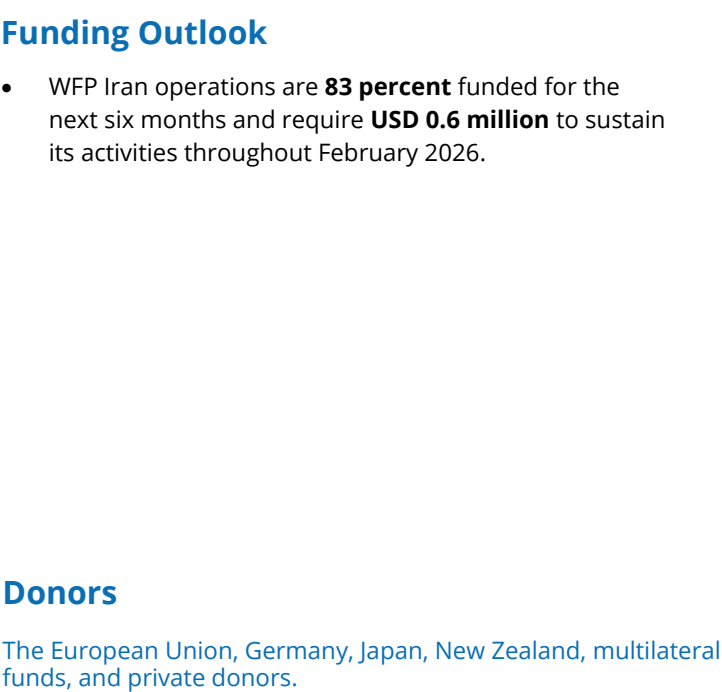 Funding Outlook
• WFP Iran operations are 83 percent funded for the
next six months and require USD 0.6 million to sustain
its activities throughout February 2026.
Donors
The European Union, Germany, Japan, New Zealand, multilateral
funds, and private donors.